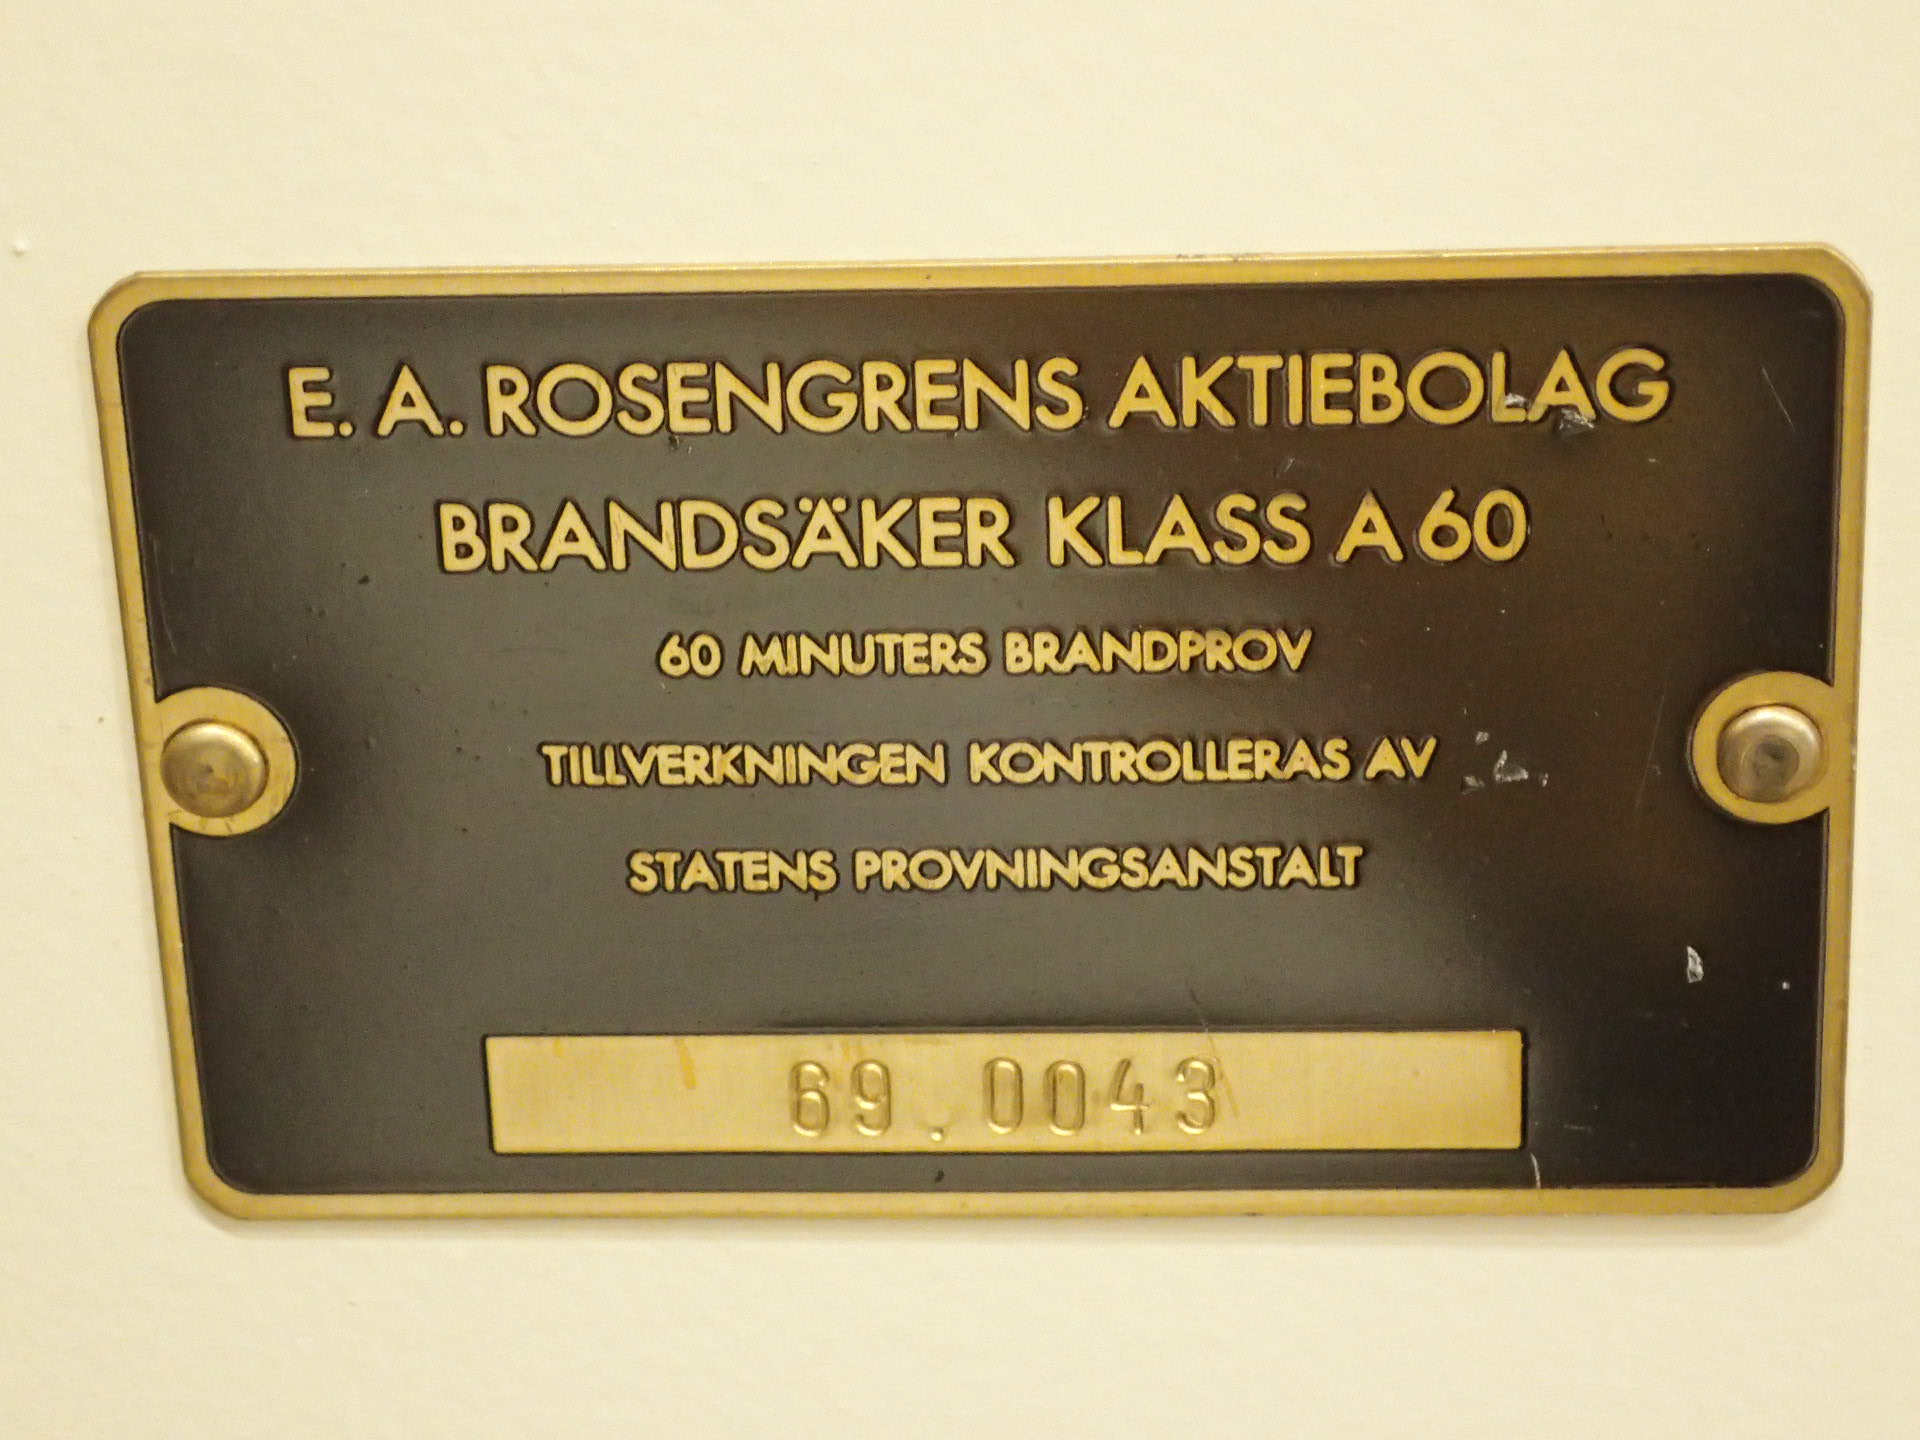 E. A. ROSENGRENS AKTIEBOLAG
BRANDSÄKER KLASS A 60
60 MINUTERS BRANDPROV
TILLVERKNINGEN KONTROLLERAS AV
STATENS PROVNINGSANSTALT
69.0043